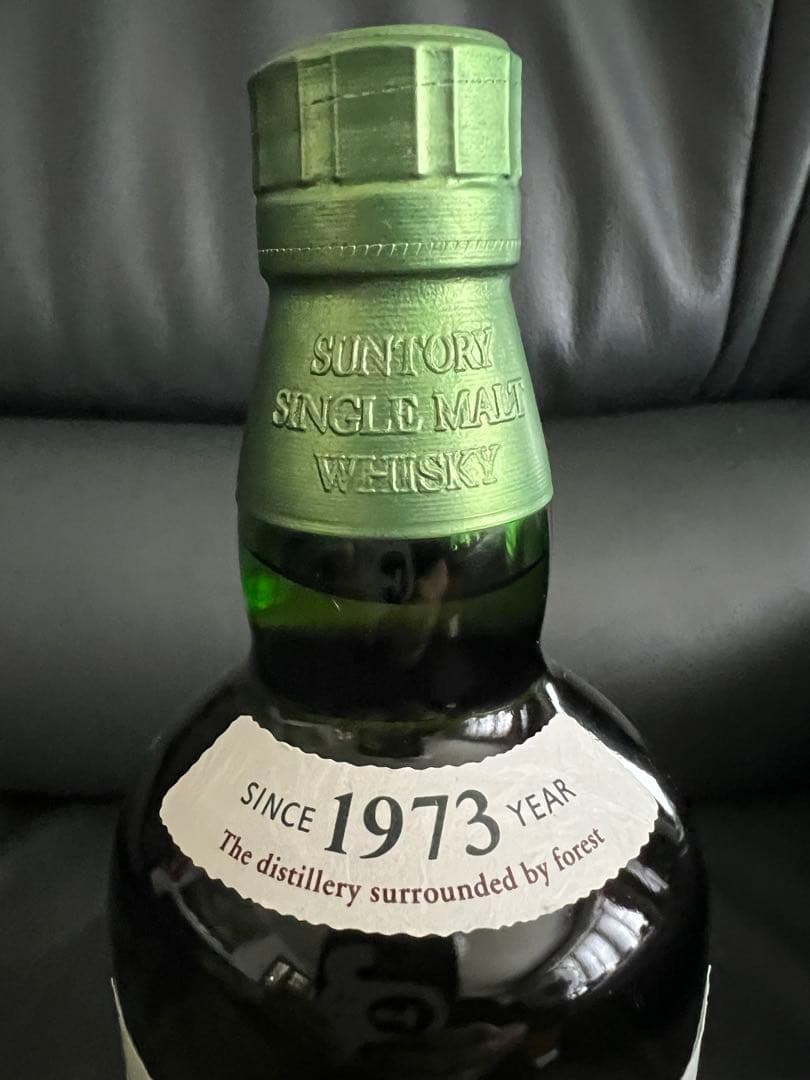 SUNTORY
SINGLE MALT
WHISKY
SINCE 1973 YEAR
The distillery surrounded by forest